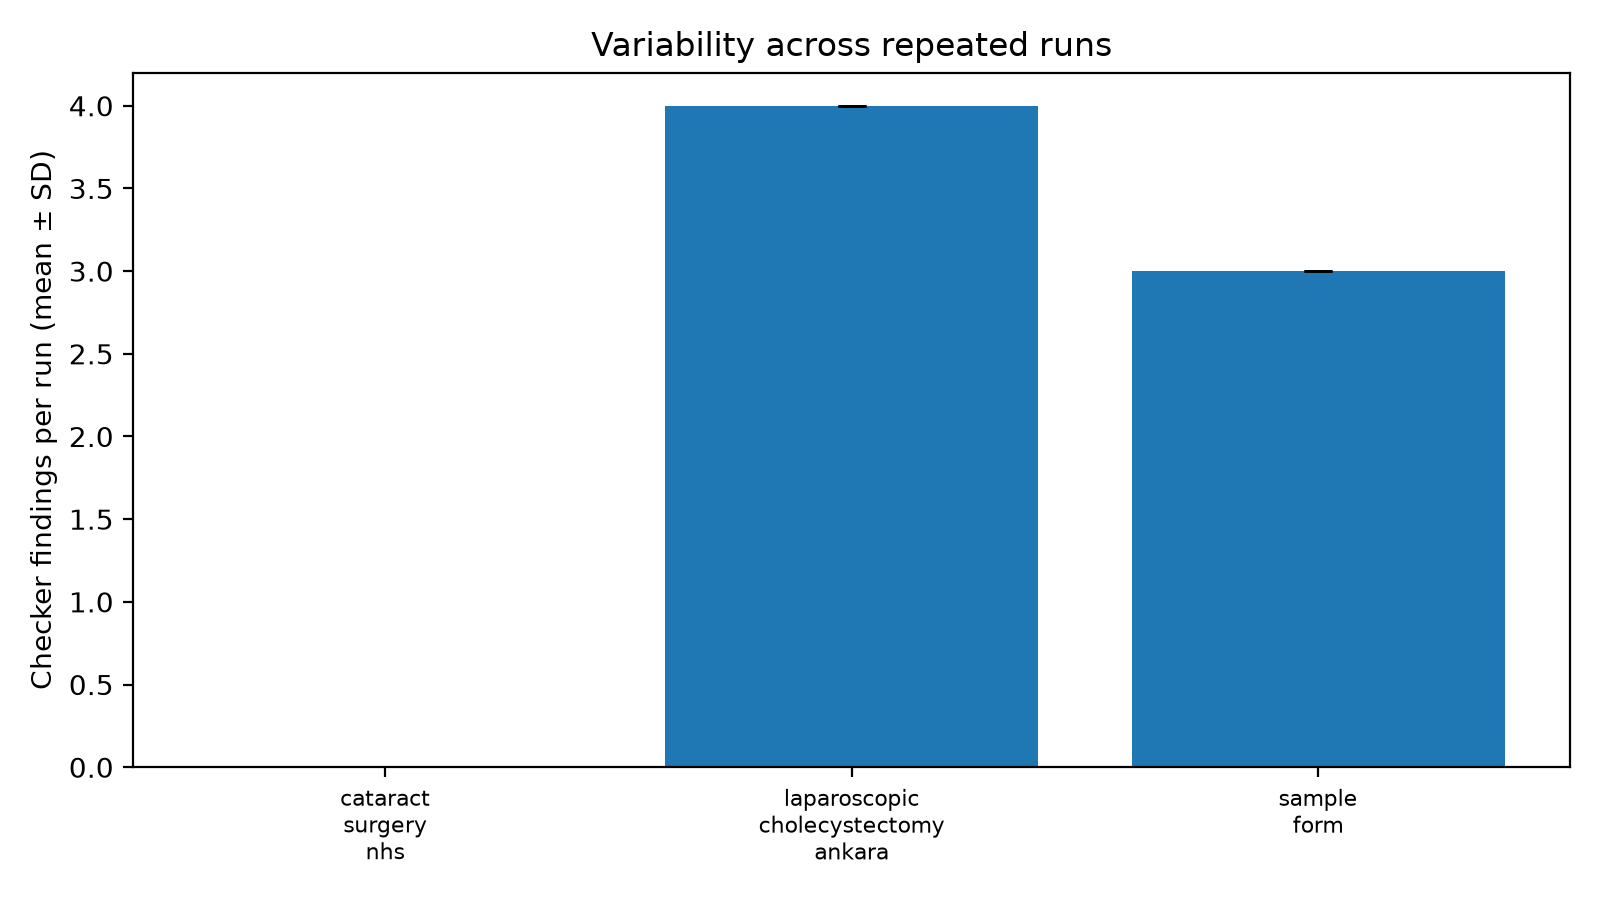 Variability across repeated runs
Checker findings per run (mean ± SD)
4.0
3.5
3.0
2.5
2.0
1.5
1.0
0.5
0.0
cataract
surgery
nhs
laparoscopic
cholecystectomy
ankara
sample
form